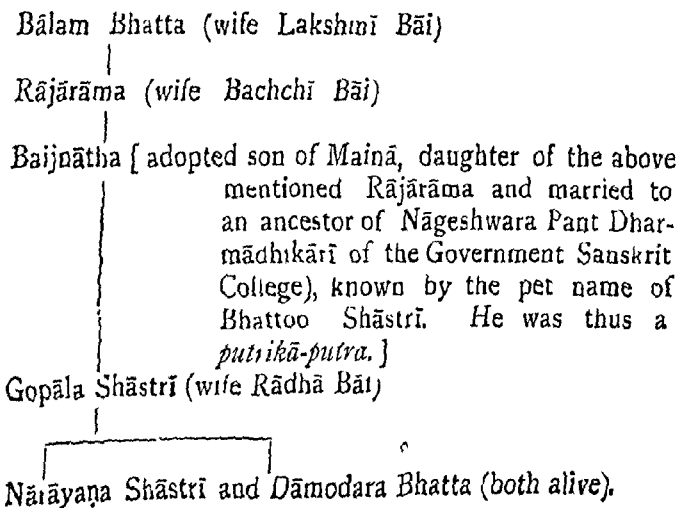 Bālam Bhatta (wife Lakshmī Bāi)
Rājārāma (wife Bachchī Bāi)
Baijnātha [ adopted son of Mainā, daughter of the above
mentioned Rājārāma and married to
an ancestor of Nāgeshwara Pant Dhar-
mādhıkārī of the Government Sanskrit
College), known by the pet name of
Bhattoo Shāstrī. He was thus a
putrikā-putra. ]
Gopāla Shāstrī (wife Rādhā Bāi)
Nārāyaṇa Shāstrī and Dāmodara Bhatta (both alive).